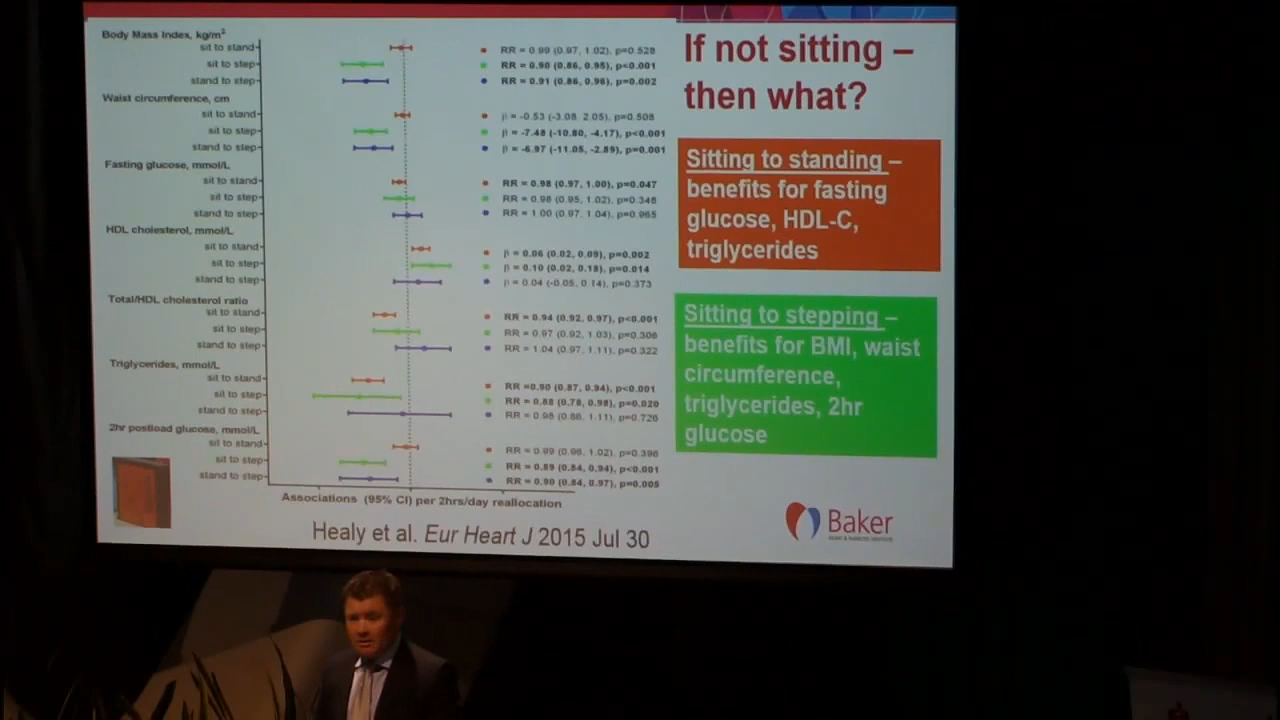 If not sitting –
then what?
Body Mass Index, kg/m²
sit to stand
RR = 0.99 (0.97, 1.02), p=0.528
sit to step
RR = 0.90 (0.86, 0.95), p<0.001
stand to step
RR = 0.91 (0.86, 0.96), p=0.002
Waist circumference, cm
sit to stand
β = -0.53 (-3.08, 2.05), p=0.508
sit to step
β = -7.48 (-10.80, -4.17), p<0.001
stand to step
β = -6.97 (-11.05, -2.89), p=0.001
Fasting glucose, mmol/L
sit to stand
RR = 0.98 (0.97, 1.00), p=0.047
sit to step
RR = 0.98 (0.95, 1.02), p=0.346
stand to step
RR = 1.00 (0.97, 1.04), p=0.965
HDL cholesterol, mmol/L
sit to stand
β = 0.06 (0.02, 0.09), p=0.002
sit to step
β = 0.10 (0.02, 0.18), p=0.014
stand to step
β = 0.04 (-0.05, 0.14), p=0.373
Total/HDL cholesterol ratio
sit to stand
RR = 0.94 (0.92, 0.97), p<0.001
sit to step
RR = 0.97 (0.92, 1.03), p=0.306
stand to step
RR = 1.04 (0.97, 1.11), p=0.322
Triglycerides, mmol/L
sit to stand
RR =0.90 (0.87, 0.94), p<0.001
sit to step
RR = 0.88 (0.78, 0.98), p=0.020
stand to step
RR = 0.98 (0.86, 1.11), p=0.726
2hr postload glucose, mmol/L
sit to stand
RR = 0.99 (0.96, 1.02), p=0.396
sit to step
RR = 0.89 (0.84, 0.94), p<0.001
stand to step
RR = 0.90 (0.84, 0.97), p=0.005
Associations (95% CI) per 2hrs/day reallocation
Healy et al. Eur Heart J 2015 Jul 30
Sitting to standing –
benefits for fasting
glucose, HDL-C,
triglycerides
Sitting to stepping –
benefits for BMI, waist
circumference,
triglycerides, 2hr
glucose
Baker